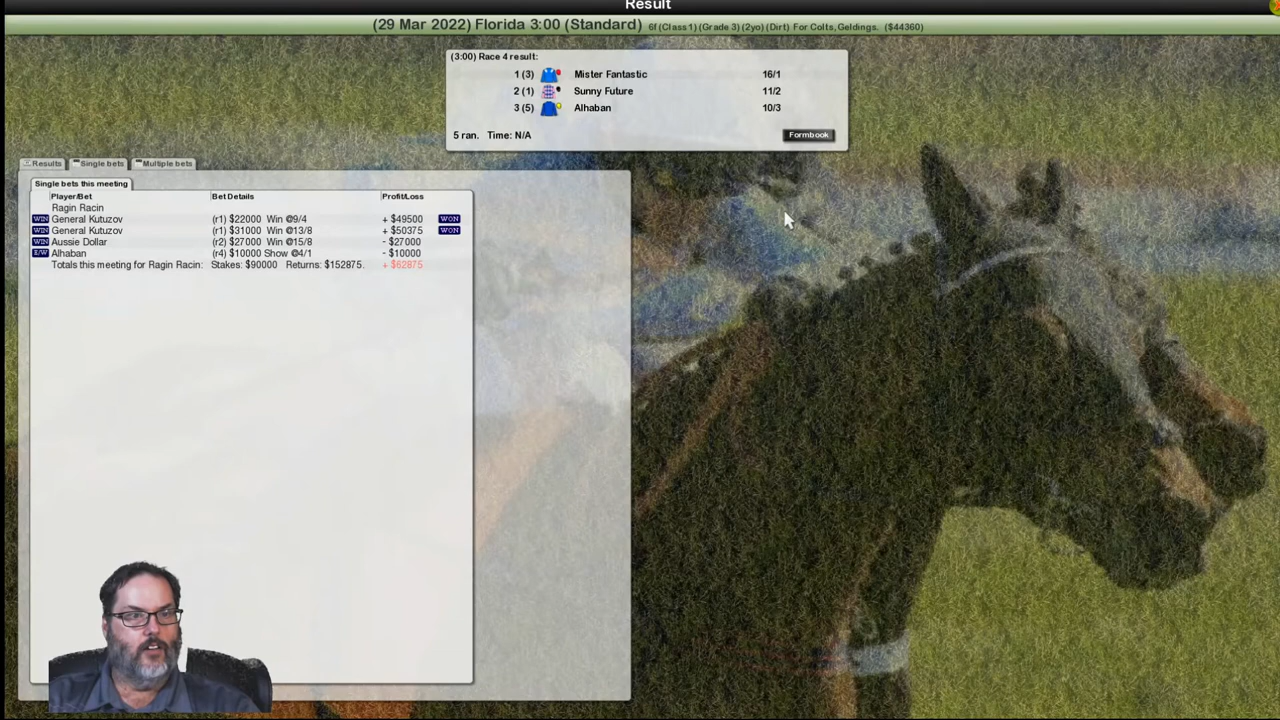 Result
(29 Mar 2022) Florida 3:00 (Standard) 6f (Class 1) (Grade 3) (2yo) (Dirt) For Colts, Geldings. ($44360)
(3:00) Race 4 result:
1 (3) Mister Fantastic 16/1
2 (1) Sunny Future 11/2
3 (5) Alhaban 10/3
5 ran. Time: N/A Formbook
Results Single bets Multiple bets
Single bets this meeting
Player/Bet Bet Details Profit/Loss
Ragin Racin
WIN General Kutuzov (r1) $22000 Win @9/4 + $49500 WON
WIN General Kutuzov (r1) $31000 Win @13/8 + $50375 WON
WIN Aussie Dollar (r2) $27000 Win @15/8 - $27000
E/W Alhaban (r4) $10000 Show @4/1 - $10000
Totals this meeting for Ragin Racin: Stakes: $90000 Returns: $152875. + $62875